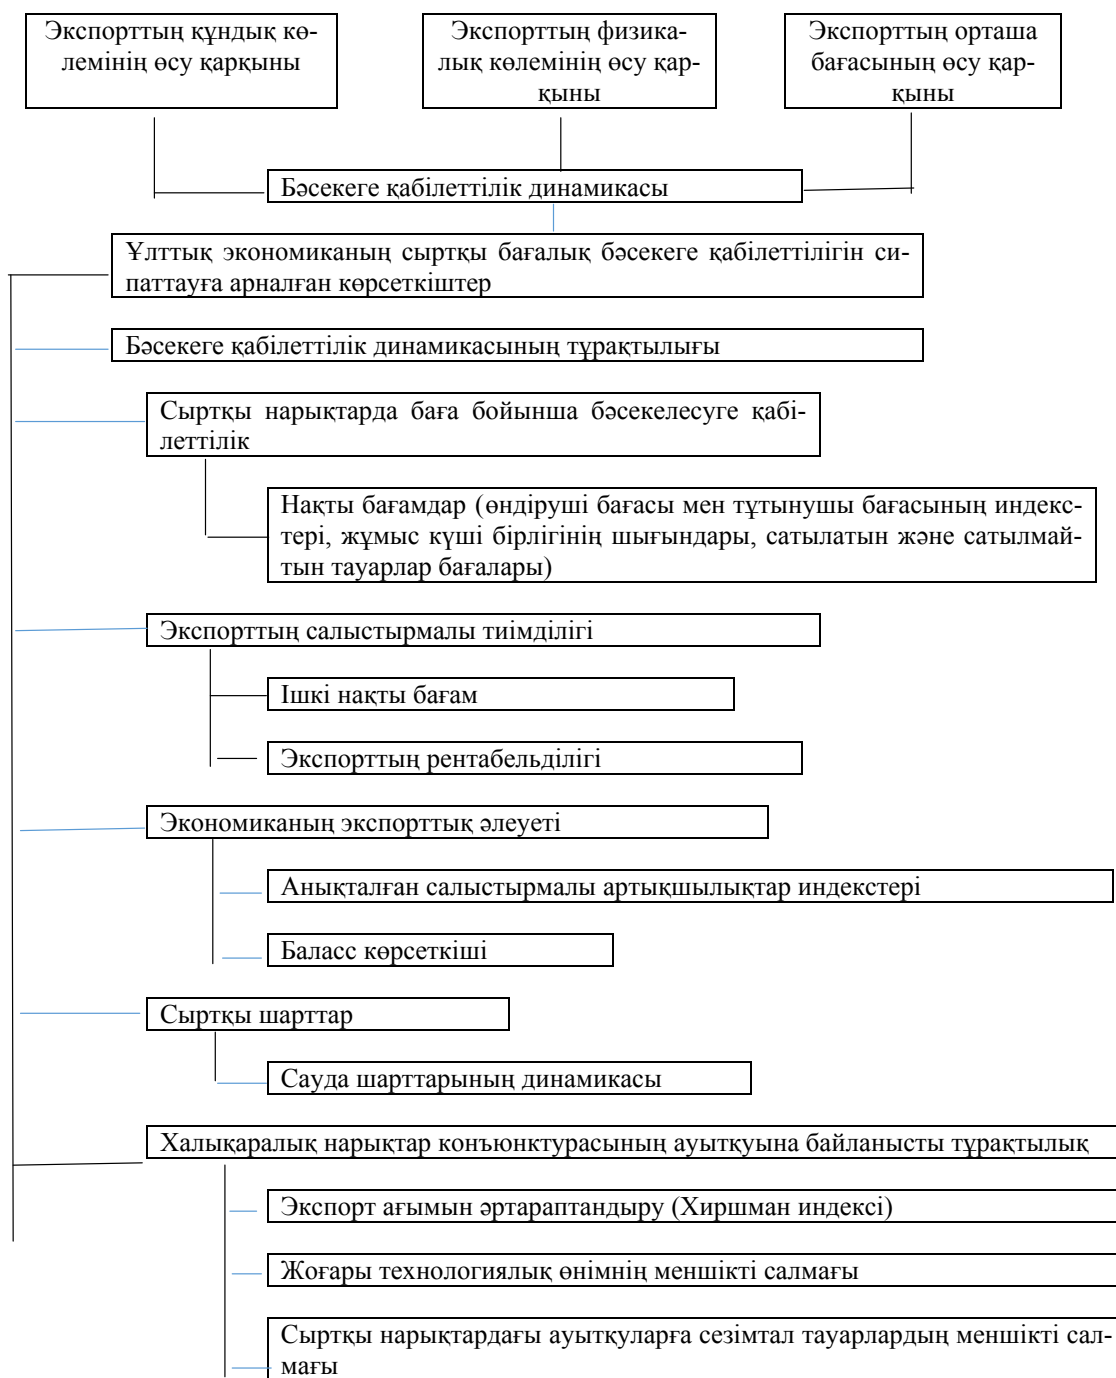 Экспорттың құндық кө-
лемінің өсу қарқыны
Экспорттың физика-
лық көлемінің өсу қар-
қыны
Экспорттың орташа
бағасының өсу қар-
қыны
Бәсекеге қабілеттілік динамикасы
Ұлттық экономиканың сыртқы бағалық бәсекеге қабілеттілігін си-
паттауға арналған көрсеткіштер
Бәсекеге қабілеттілік динамикасының тұрақтылығы
Сыртқы нарықтарда баға бойынша бәсекелесуге қабі-
леттілік
Нақты бағамдар (өндіруші бағасы мен тұтынушы бағасының индекс-
тері, жұмыс күші бірлігінің шығындары, сатылатын және сатылмай-
тын тауарлар бағалары)
Экспорттың салыстырмалы тиімділігі
Ішкі нақты бағам
Экспорттың рентабельділігі
Экономиканың экспорттық әлеуеті
Анықталған салыстырмалы артықшылықтар индекстері
Баласс көрсеткіші
Сыртқы шарттар
Сауда шарттарының динамикасы
Халықаралық нарықтар конъюнктурасының ауытқуына байланысты тұрақтылық
Экспорт ағымын әртараптандыру (Хиршман индексі)
Жоғары технологиялық өнімнің меншікті салмағы
Сыртқы нарықтардағы ауытқуларға сезімтал тауарлардың меншікті сал-
мағы